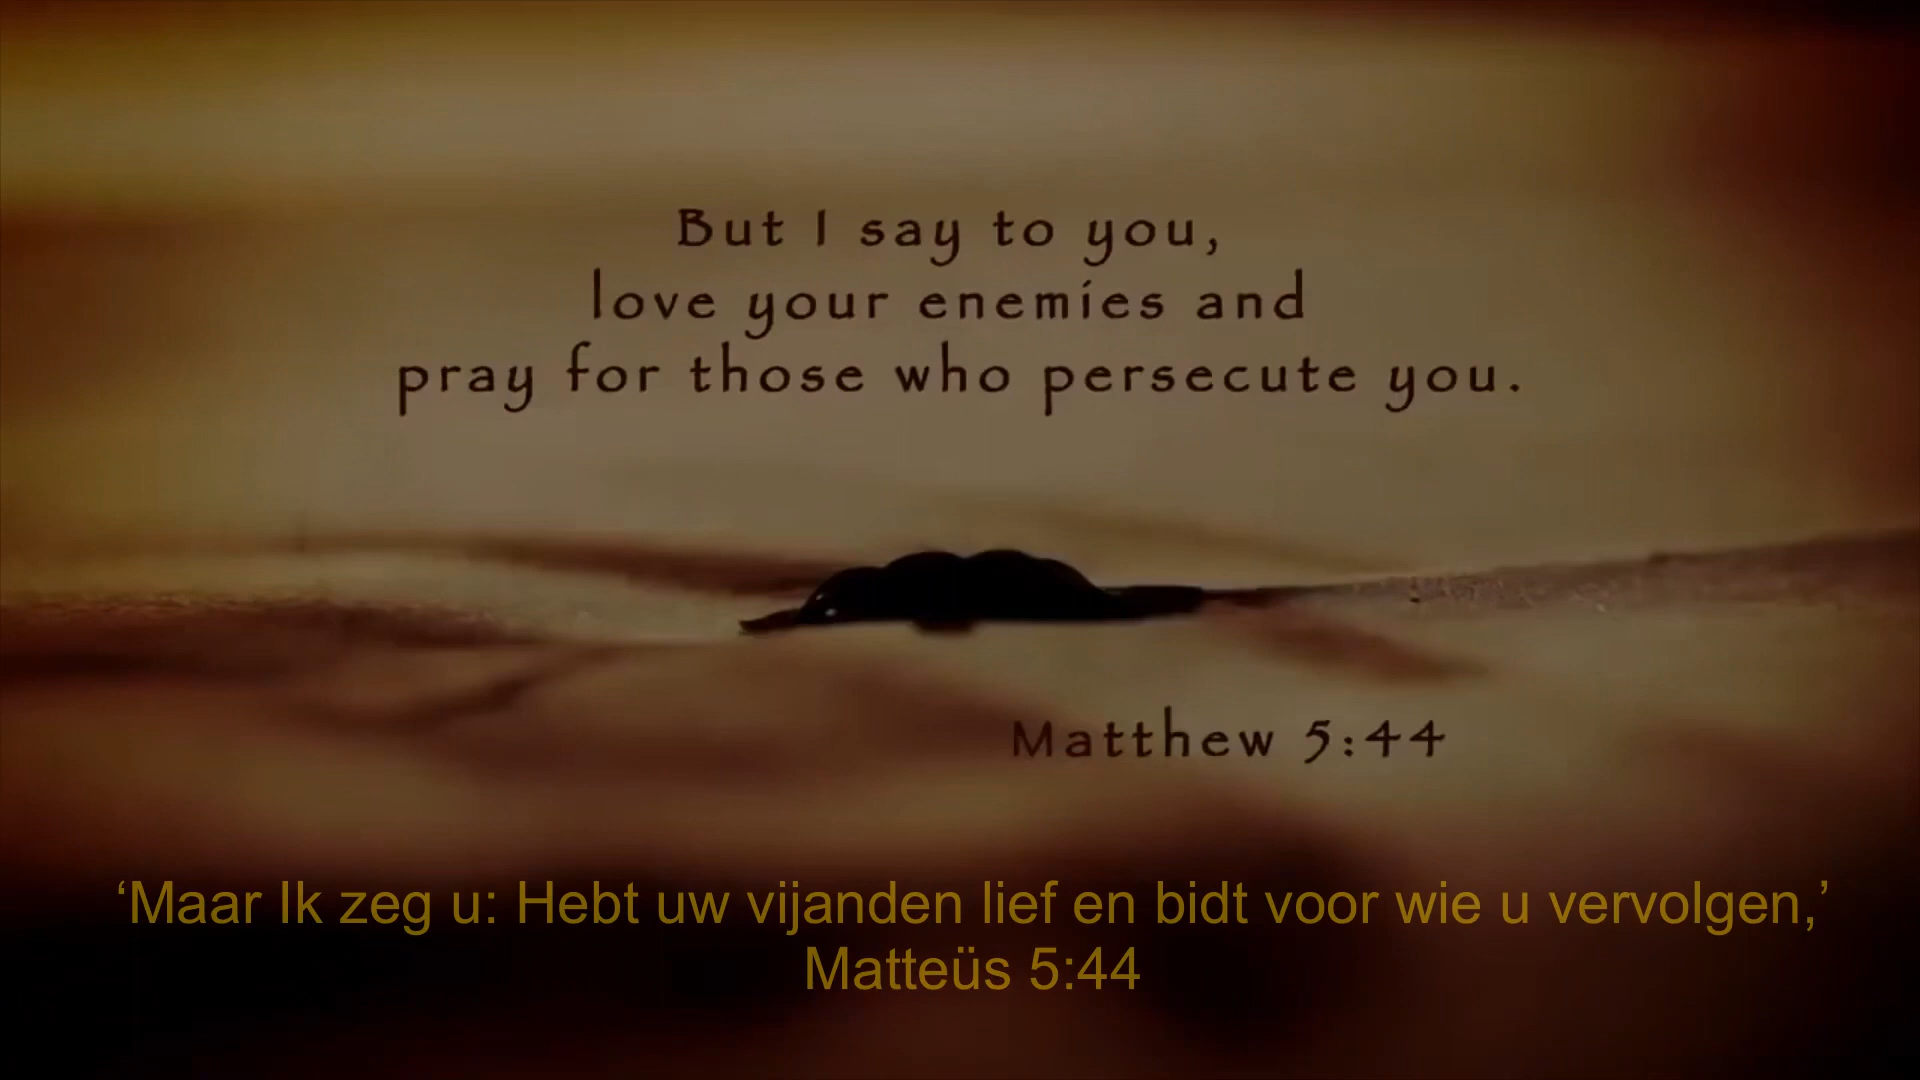 But I say to you,
love your enemies and
pray for those who persecute you.
Matthew 5:44
‘Maar Ik zeg u: Hebt uw vijanden lief en bidt voor wie u vervolgen,’
Matteüs 5:44